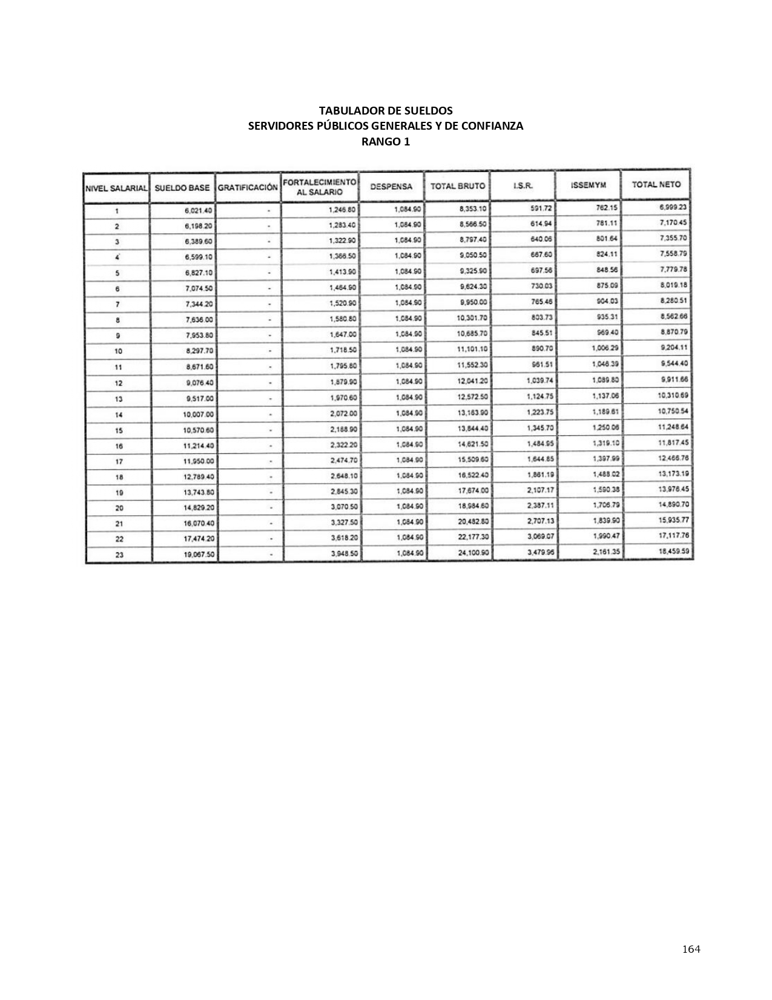 TABULADOR DE SUELDOS
SERVIDORES PÚBLICOS GENERALES Y DE CONFIANZA
RANGO 1
NIVEL SALARIAL SUELDO BASE GRATIFICACIÓN FORTALECIMIENTO AL SALARIO DESPENSA TOTAL BRUTO I.S.R. ISSEMYM TOTAL NETO
1 6,021.40 - 1,246.80 1,084.90 8,353.10 591.72 762.15 6,999.23
2 6,198.20 - 1,283.40 1,084.90 8,566.50 614.94 781.11 7,170.45
3 6,389.60 - 1,322.90 1,084.90 8,797.40 640.06 801.64 7,355.70
4 6,599.10 - 1,366.50 1,084.90 9,050.50 667.60 824.11 7,558.79
5 6,827.10 - 1,413.90 1,084.90 9,325.90 697.56 848.56 7,779.78
6 7,074.50 - 1,464.90 1,084.90 9,624.30 730.03 875.09 8,019.18
7 7,344.20 - 1,520.90 1,084.90 9,950.00 765.46 904.03 8,280.51
8 7,636.00 - 1,580.80 1,084.90 10,301.70 803.73 935.31 8,562.66
9 7,953.80 - 1,647.00 1,084.90 10,685.70 845.51 969.40 8,870.79
10 8,297.70 - 1,718.50 1,084.90 11,101.10 890.70 1,006.29 9,204.11
11 8,671.60 - 1,795.80 1,084.90 11,552.30 961.51 1,046.39 9,544.40
12 9,076.40 - 1,879.90 1,084.90 12,041.20 1,039.74 1,089.80 9,911.66
13 9,517.00 - 1,970.60 1,084.90 12,572.50 1,124.75 1,137.06 10,310.69
14 10,007.00 - 2,072.00 1,084.90 13,163.90 1,223.75 1,189.61 10,750.54
15 10,570.60 - 2,188.90 1,084.90 13,844.40 1,345.70 1,250.06 11,248.64
16 11,214.40 - 2,322.20 1,084.90 14,621.50 1,484.95 1,319.10 11,817.45
17 11,950.00 - 2,474.70 1,084.90 15,509.60 1,644.85 1,397.99 12,466.76
18 12,789.40 - 2,648.10 1,084.90 16,522.40 1,861.19 1,488.02 13,173.19
19 13,743.80 - 2,845.30 1,084.90 17,674.00 2,107.17 1,590.38 13,976.45
20 14,829.20 - 3,070.50 1,084.90 18,984.60 2,387.11 1,706.79 14,890.70
21 16,070.40 - 3,327.50 1,084.90 20,482.80 2,707.13 1,839.90 15,935.77
22 17,474.20 - 3,618.20 1,084.90 22,177.30 3,069.07 1,990.47 17,117.76
23 19,067.50 - 3,948.50 1,084.90 24,100.90 3,479.96 2,161.35 18,459.59
164